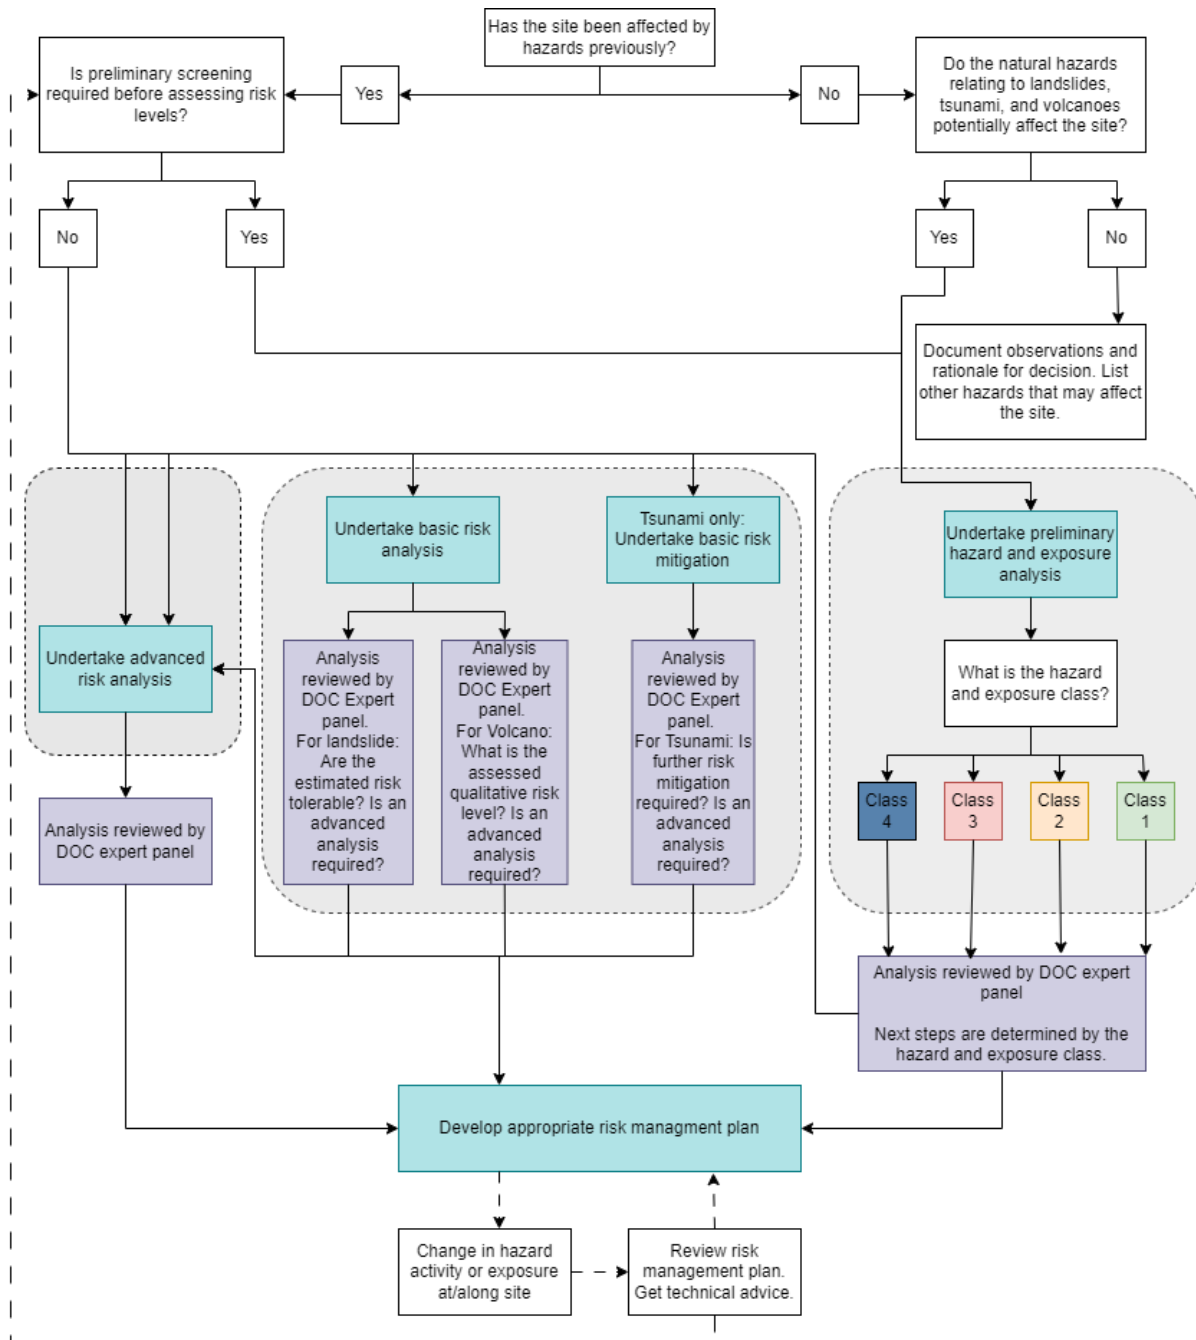 Has the site been affected by
hazards previously?
Is preliminary screening
required before assessing risk
levels?
Yes
No
Do the natural hazards
relating to landslides,
tsunami, and volcanoes
potentially affect the site?
No
Yes
Yes
No
Document observations and
rationale for decision. List
other hazards that may affect
the site.
Undertake basic risk
analysis
Tsunami only:
Undertake basic risk
mitigation
Undertake preliminary
hazard and exposure
analysis
Undertake advanced
risk analysis
Analysis
reviewed by
DOC Expert
panel.
For landslide:
Are the
estimated risk
tolerable? Is an
advanced
analysis
required?
Analysis
reviewed by
DOC Expert
panel.
For Volcano:
What is the
assessed
qualitative risk
level? Is an
advanced
analysis
required?
Analysis
reviewed by
DOC Expert
panel.
For Tsunami: Is
further risk
mitigation
required? Is an
advanced
analysis
required?
What is the hazard
and exposure class?
Class
4
Class
3
Class
2
Class
1
Analysis reviewed by
DOC expert panel
Analysis reviewed by DOC expert
panel
Next steps are determined by the
hazard and exposure class.
Develop appropriate risk managment plan
Change in hazard
activity or exposure
at/along site
Review risk
management plan.
Get technical advice.